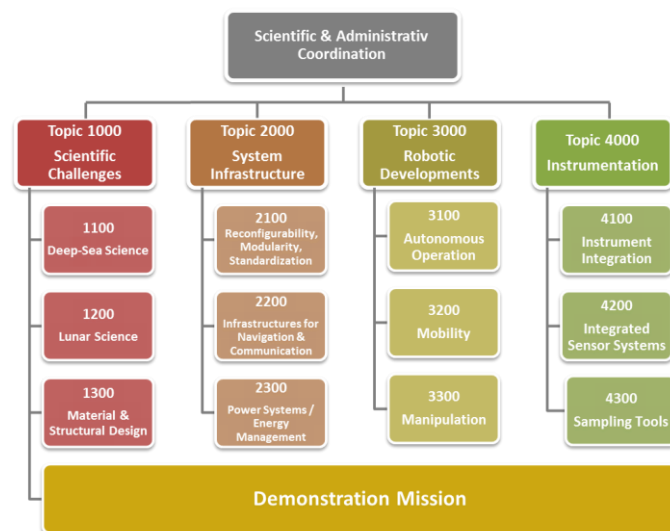 Scientific & Administrativ
Coordination
Topic 1000
Scientific
Challenges
1100
Deep-Sea Science
1200
Lunar Science
1300
Material &
Structural Design
Topic 2000
System
Infrastructure
2100
Reconfigurability,
Modularity,
Standardization
2200
Infrastructures for
Navigation &
Communication
2300
Power Systems /
Energy
Management
Topic 3000
Robotic
Developments
3100
Autonomous
Operation
3200
Mobility
3300
Manipulation
Topic 4000
Instrumentation
4100
Instrument
Integration
4200
Integrated
Sensor Systems
4300
Sampling Tools
Demonstration Mission